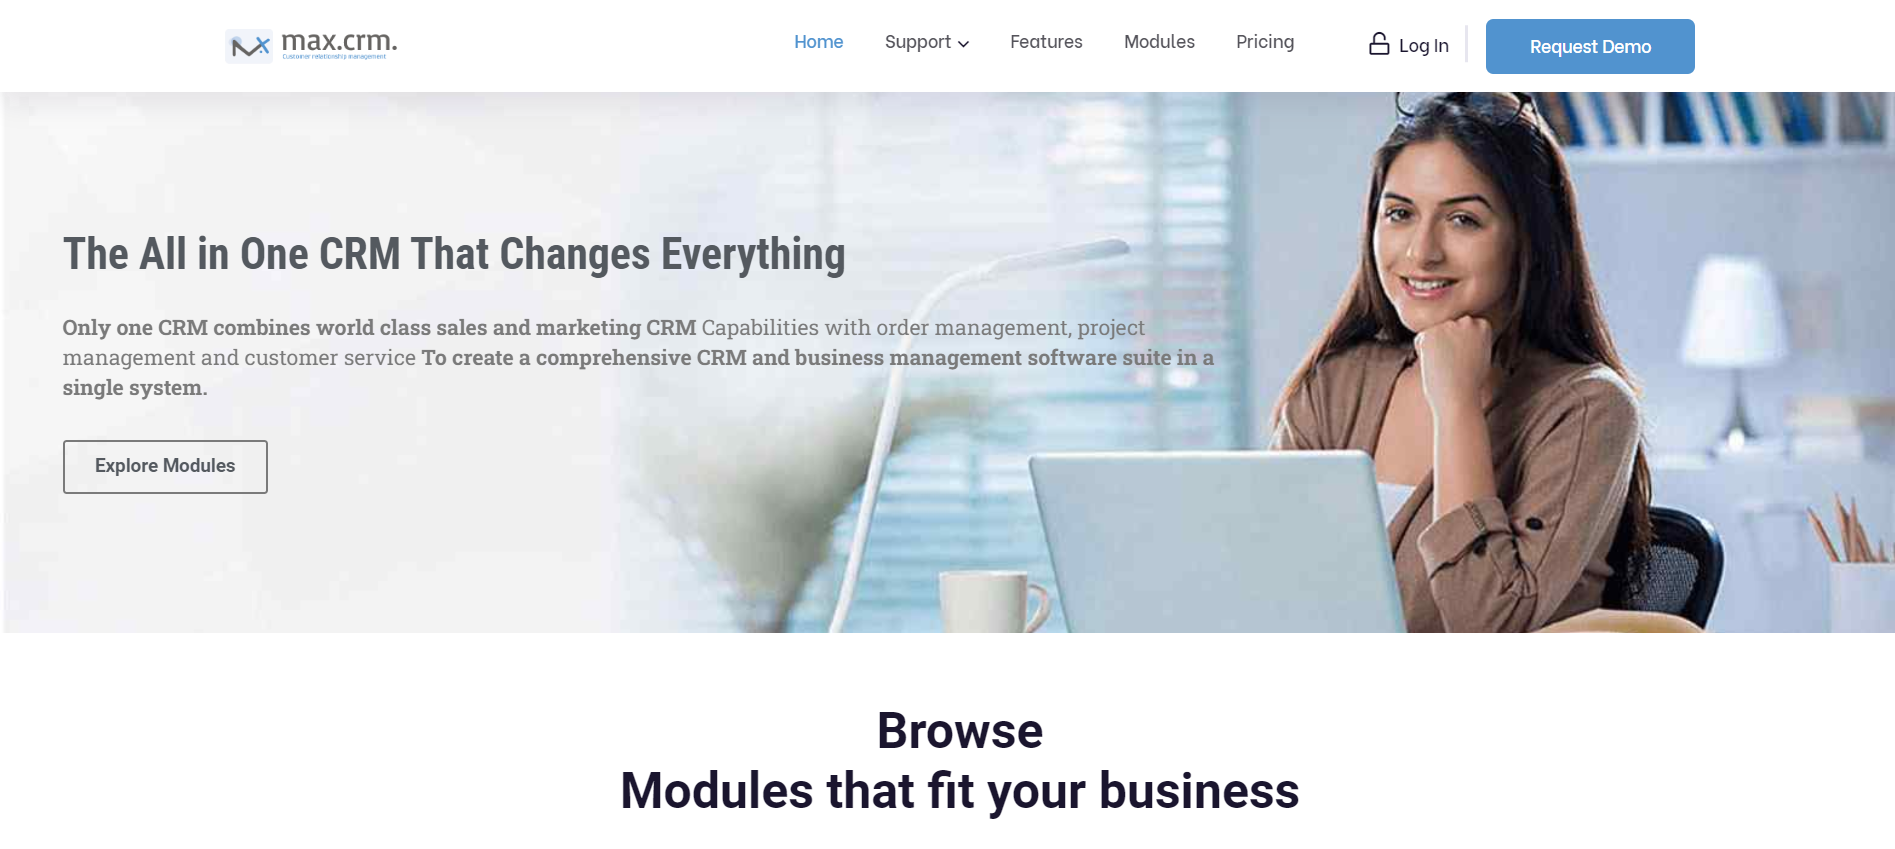 max.crm.
Customer relationship management
Home
Support
Features
Modules
Pricing
Log In
Request Demo
The All in One CRM That Changes Everything
Only one CRM combines world class sales and marketing CRM Capabilities with order management, project
management and customer service To create a comprehensive CRM and business management software suite in a
single system.
Explore Modules
Browse
Modules that fit your business